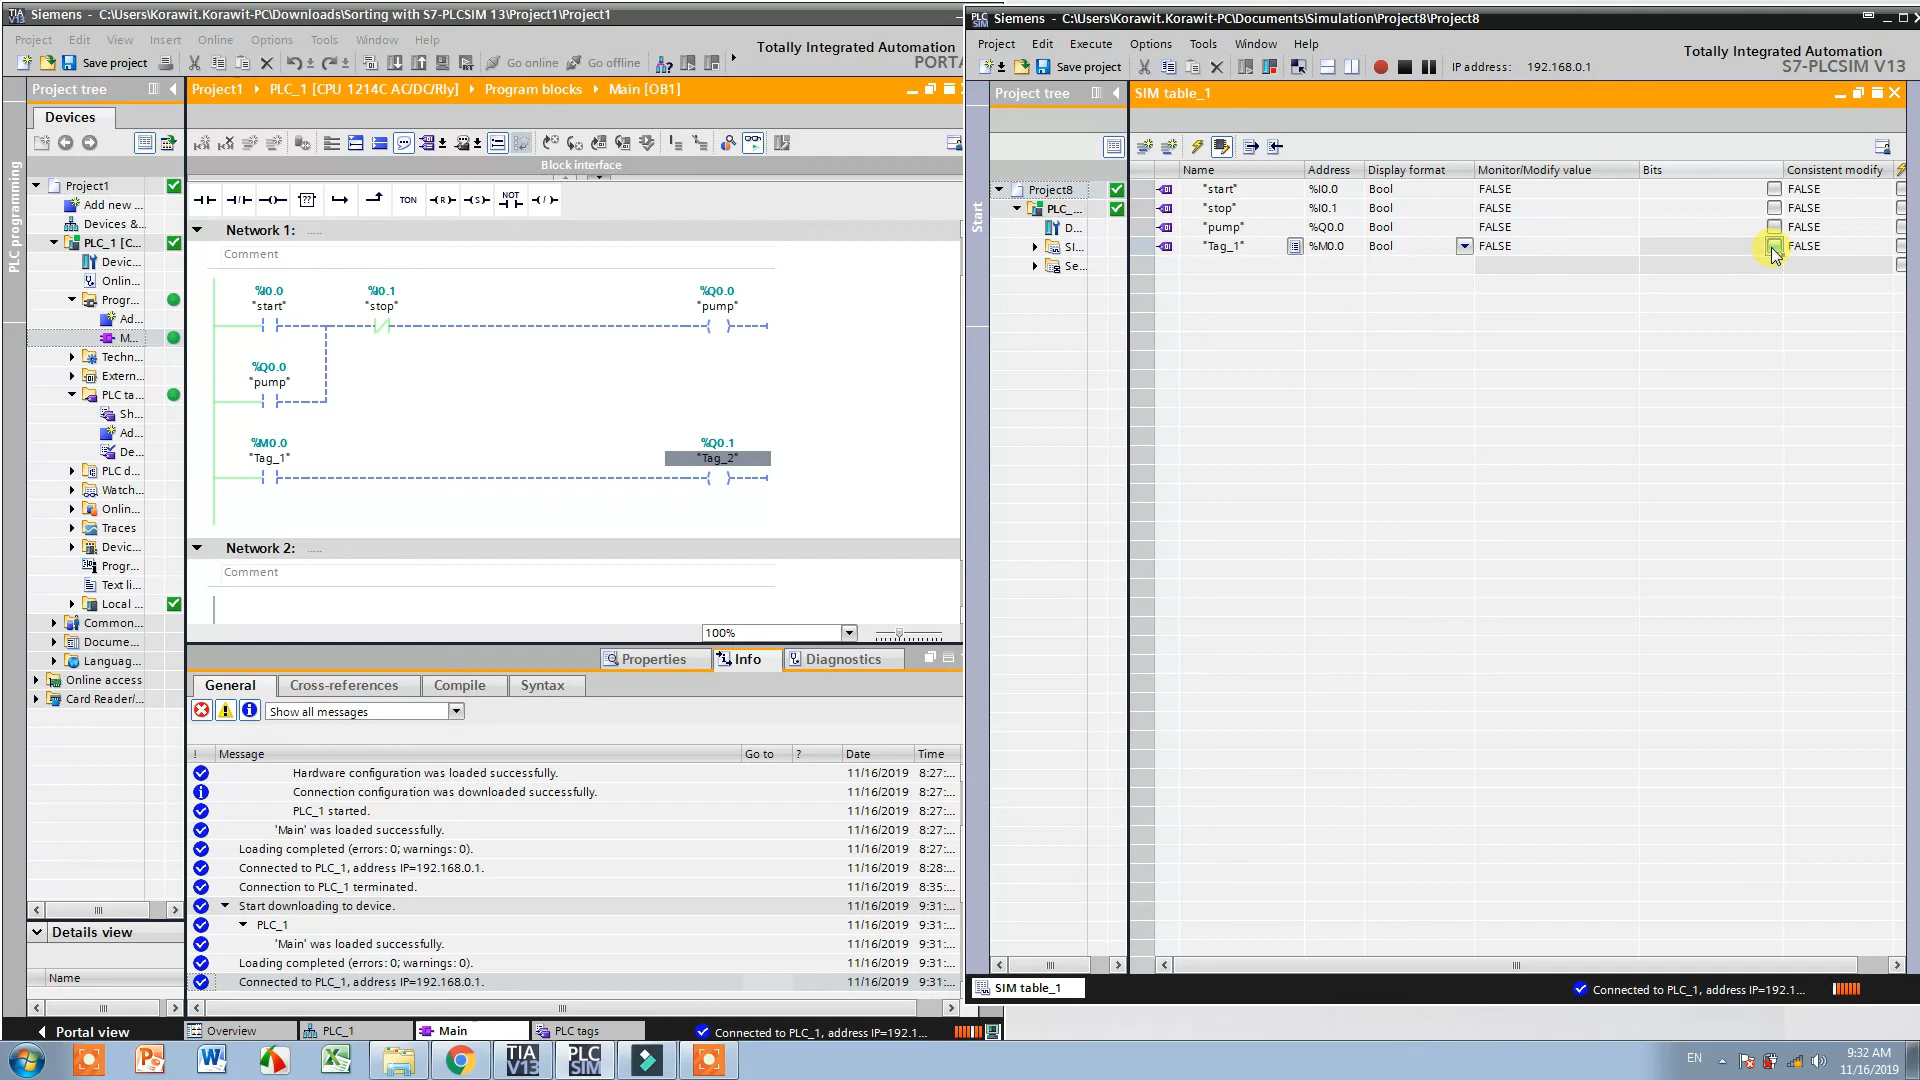 Siemens - C:\Users\Korawit.Korawit-PC\Downloads\Sorting with S7-PLCSIM 13\Project1\Project1
Project Edit View Insert Online Options Tools Window Help
Save project
Go online
Go offline
Totally Integrated Automation
PORTA
Project tree
Project1 PLC_1 [CPU 1214C AC/DC/Rly] Program blocks Main [OB1]
Devices
PLC programming
Block interface
Project1
Add new ...
Devices &...
PLC_1 [C...
Devic...
Onlin...
Progr...
Ad...
M...
Techn...
Extern...
PLC ta...
Sh...
Ad...
De...
PLC d...
Watch...
Onlin...
Traces
Devic...
Progr...
Text li...
Local ...
Common...
Docume...
Languag...
Online access
Card Reader/...
Details view
Name
TON
NOT
Network 1: .....
Comment
%I0.0
"start"
%I0.1
"stop"
%Q0.0
"pump"
%Q0.0
"pump"
%M0.0
"Tag_1"
%Q0.1
"Tag_2"
Network 2: .....
Comment
100%
Properties
Info
Diagnostics
General Cross-references Compile Syntax
Show all messages
! Message Go to ? Date Time
Hardware configuration was loaded successfully. 11/16/2019 8:27:...
Connection configuration was downloaded successfully. 11/16/2019 8:27:...
PLC_1 started. 11/16/2019 8:27:...
'Main' was loaded successfully. 11/16/2019 8:27:...
Loading completed (errors: 0; warnings: 0). 11/16/2019 8:27:...
Connected to PLC_1, address IP=192.168.0.1. 11/16/2019 8:28:...
Connection to PLC_1 terminated. 11/16/2019 8:35:...
Start downloading to device. 11/16/2019 9:31:...
PLC_1 11/16/2019 9:31:...
'Main' was loaded successfully. 11/16/2019 9:31:...
Loading completed (errors: 0; warnings: 0). 11/16/2019 9:31:...
Connected to PLC_1, address IP=192.168.0.1. 11/16/2019 9:31:...
Portal view
Overview
PLC_1
Main
PLC tags
Connected to PLC_1, address IP=192.1...
Siemens - C:\Users\Korawit.Korawit-PC\Documents\Simulation\Project8\Project8
Project Edit Execute Options Tools Window Help
Save project
IP address: 192.168.0.1
Totally Integrated Automation
S7-PLCSIM V13
Project tree
SIM table_1
Start
Project8
PLC_...
D...
SI...
Se...
Name Address Display format Monitor/Modify value Bits Consistent modify
"start" %I0.0 Bool FALSE FALSE
"stop" %I0.1 Bool FALSE FALSE
"pump" %Q0.0 Bool FALSE FALSE
"Tag_1" %M0.0 Bool FALSE FALSE
SIM table_1
Connected to PLC_1, address IP=192.1...
TIA
V13
PLC
SIM
EN
9:32 AM
11/16/2019